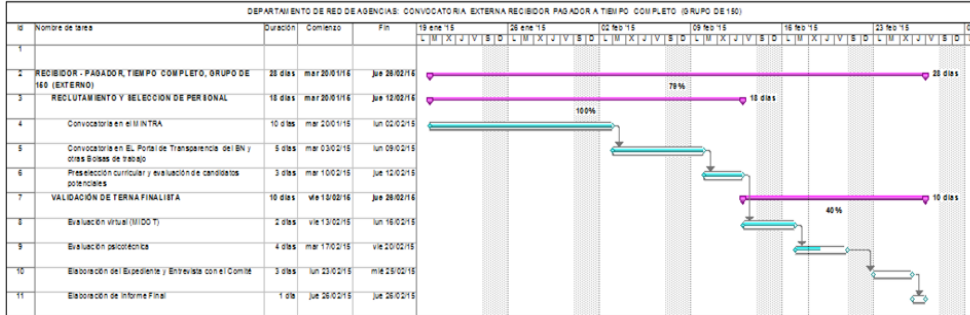 DEPARTAMENTO DE RED DE AGENCIAS: CONVOCATORIA EXTERNA RECIBIDOR PAGADOR A TIEMPO COMPLETO (GRUPO DE 150)
Id Nombre de tarea Duración Comienzo Fin 19 ene '15 26 ene '15 02 feb '15 09 feb '15 16 feb '15 23 feb '15
L M X J V S D L M X J V S D L M X J V S D L M X J V S D L M X J V S D L M X J V S D
1
2 RECIBIDOR - PAGADOR, TIEMPO COMPLETO, GRUPO DE 28 días mar 20/01/15 jue 26/02/15 28 días
150 (EXTERNO) 79%
3 RECLUTAMIENTO Y SELECCION DE PERSONAL 18 días mar 20/01/15 jue 12/02/15 18 días
100%
4 Convocatoria en el MINTRA 10 días mar 20/01/15 lun 02/02/15
5 Convocatoria en EL Portal de Transparencia del BN y 5 días mar 03/02/15 lun 09/02/15
otras Bolsas de trabajo
6 Preselección curricular y evaluación de candidatos 3 días mar 10/02/15 jue 12/02/15
potenciales
7 VALIDACIÓN DE TERNA FINALISTA 10 días vie 13/02/15 jue 26/02/15 10 días
40%
8 Evaluación virtual (MIDOT) 2 días vie 13/02/15 lun 16/02/15
9 Evaluación psicotécnica 4 días mar 17/02/15 vie 20/02/15
10 Elaboración del Expediente y Entrevista con el Comité 3 días lun 23/02/15 mié 25/02/15
11 Elaboración de Informe Final 1 día jue 26/02/15 jue 26/02/15